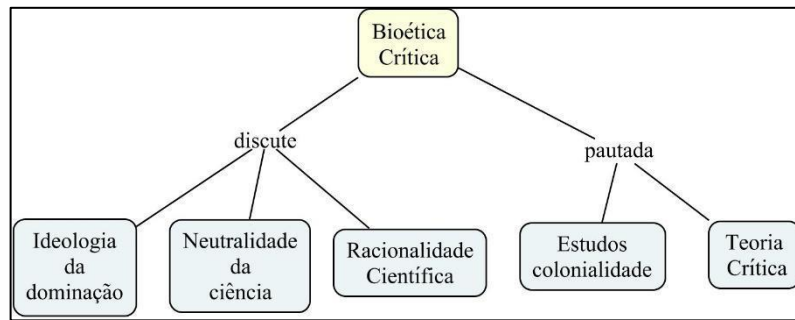 Bioética
Crítica
discute
pautada
Ideologia
da
dominação
Neutralidade
da
ciência
Racionalidade
Científica
Estudos
colonialidade
Teoria
Crítica